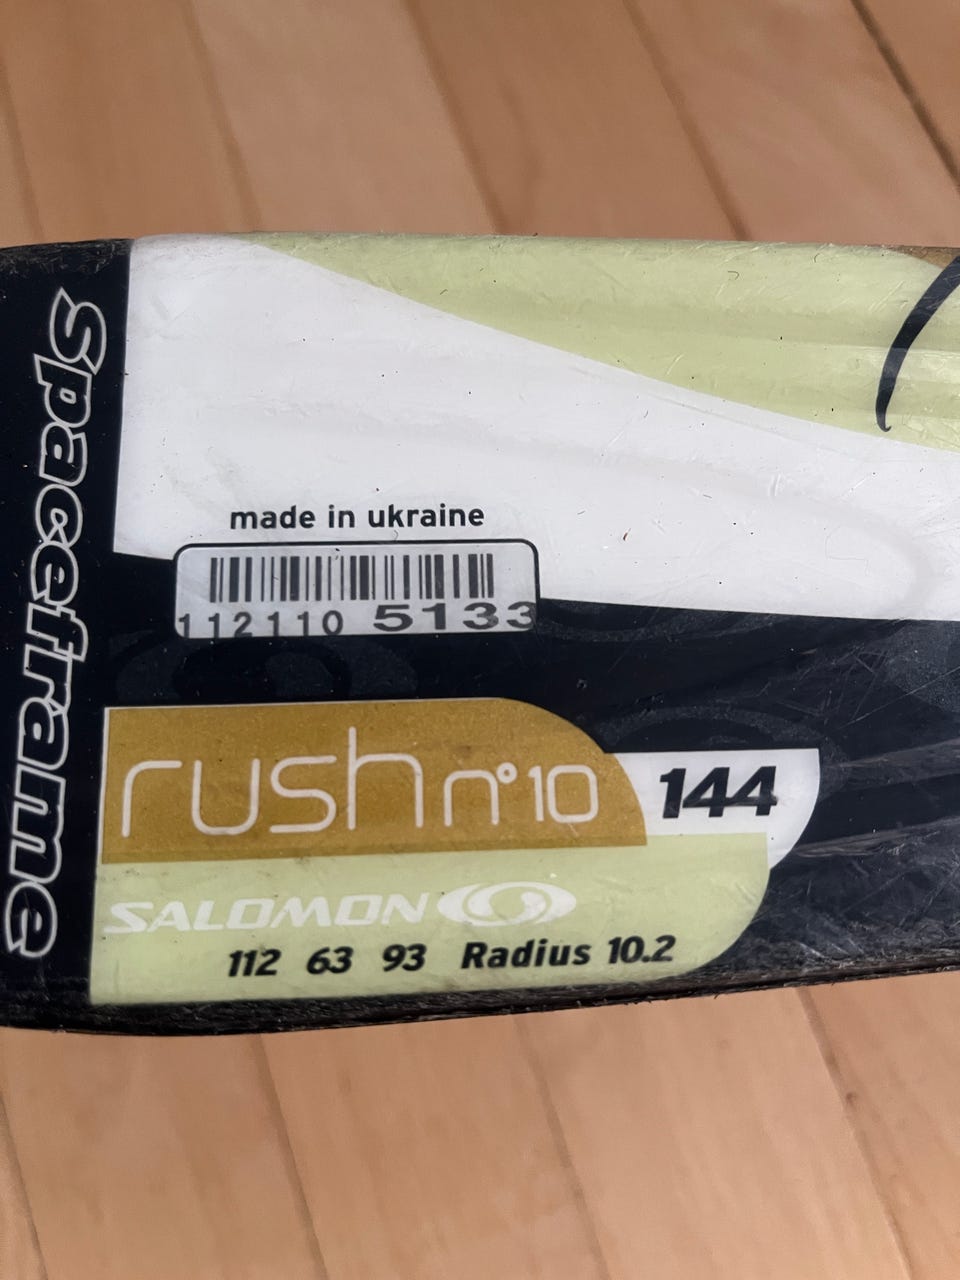 Spaceframe
made in ukraine
112110 5133
rush n°10 144
SALOMON
112 63 93 Radius 10.2